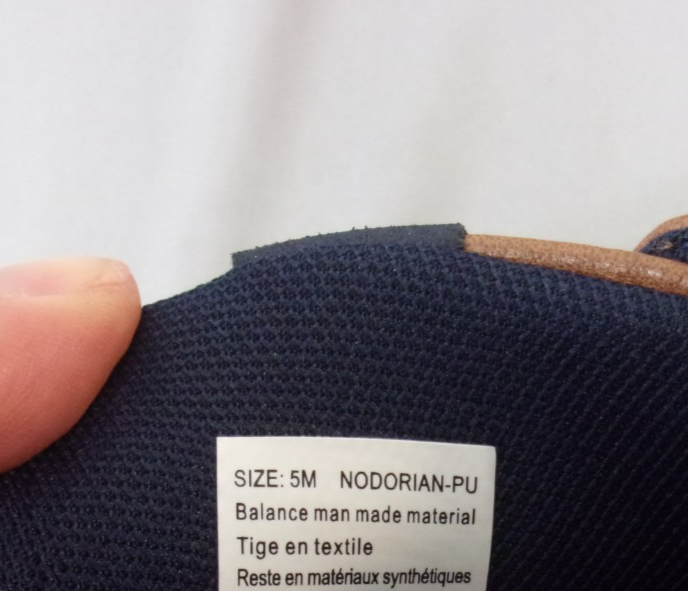 SIZE: 5M NODORIAN-PU
Balance man made material
Tige en textile
Reste en matériaux synthétiques